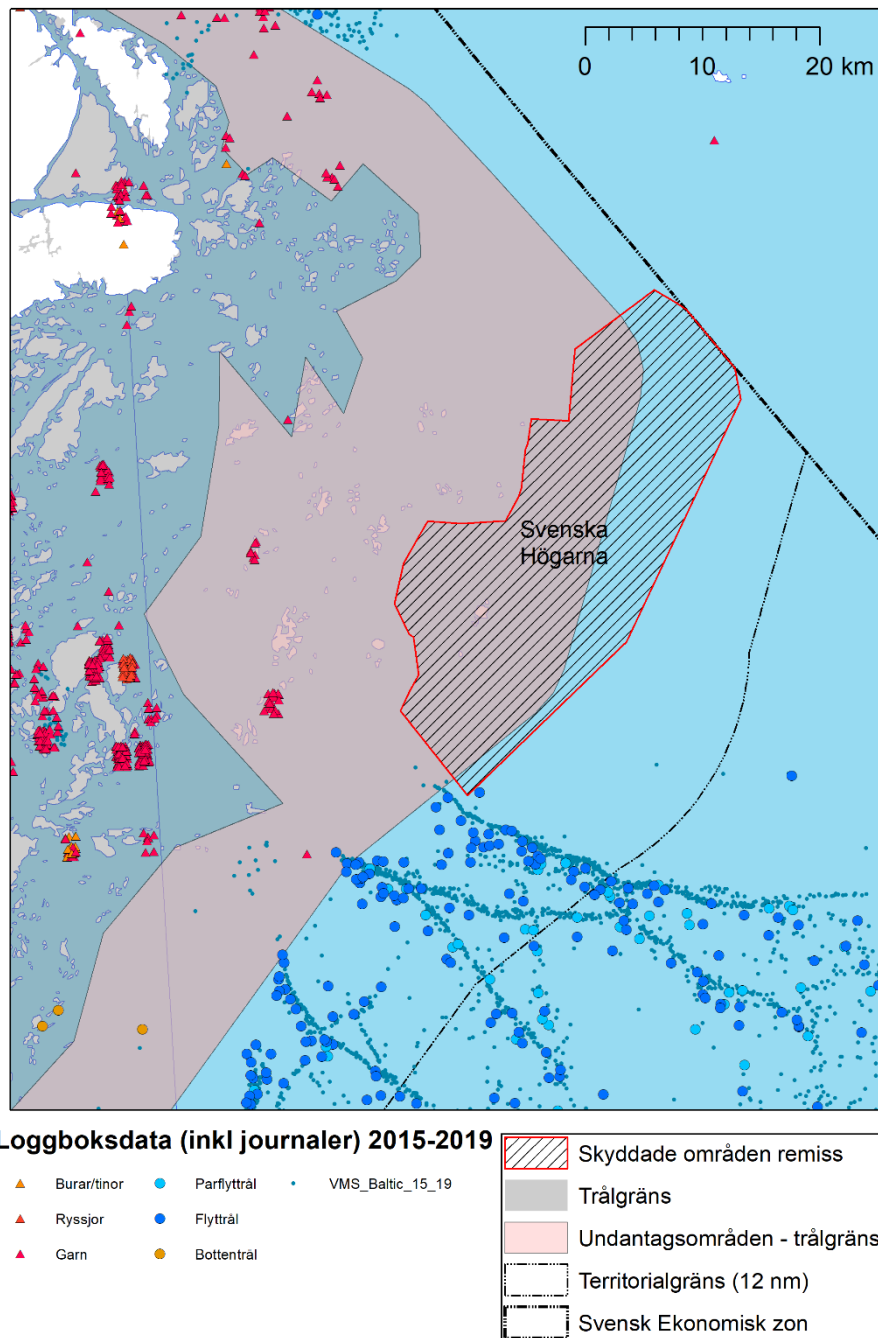 0 10 20 km
Svenska
Högarna
Loggboksdata (inkl journaler) 2015-2019
Burar/tinor
Parflyttrål
VMS_Baltic_15_19
Ryssjor
Flyttrål
Garn
Bottentrål
Skyddade områden remiss
Trålgräns
Undantagsområden - trålgräns
Territorialgräns (12 nm)
Svensk Ekonomisk zon